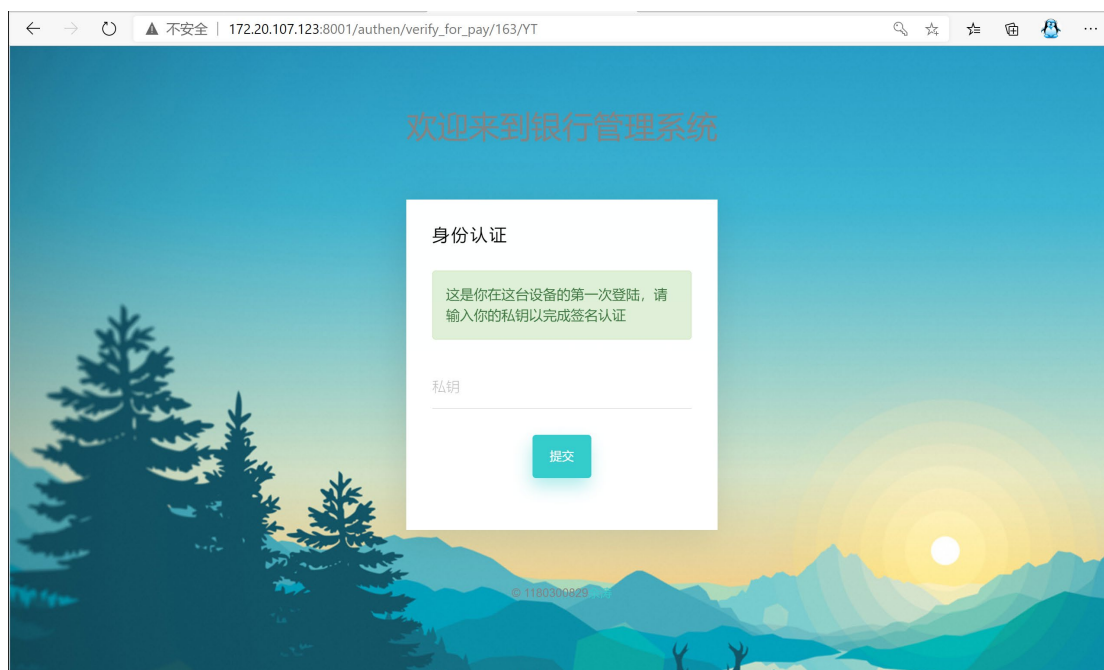 不安全 | 172.20.107.123:8001/authen/verify_for_pay/163/YT
欢迎来到银行管理系统
身份认证
这是你在这台设备的第一次登陆，请
输入你的私钥以完成签名认证
私钥
提交
© 1180300829